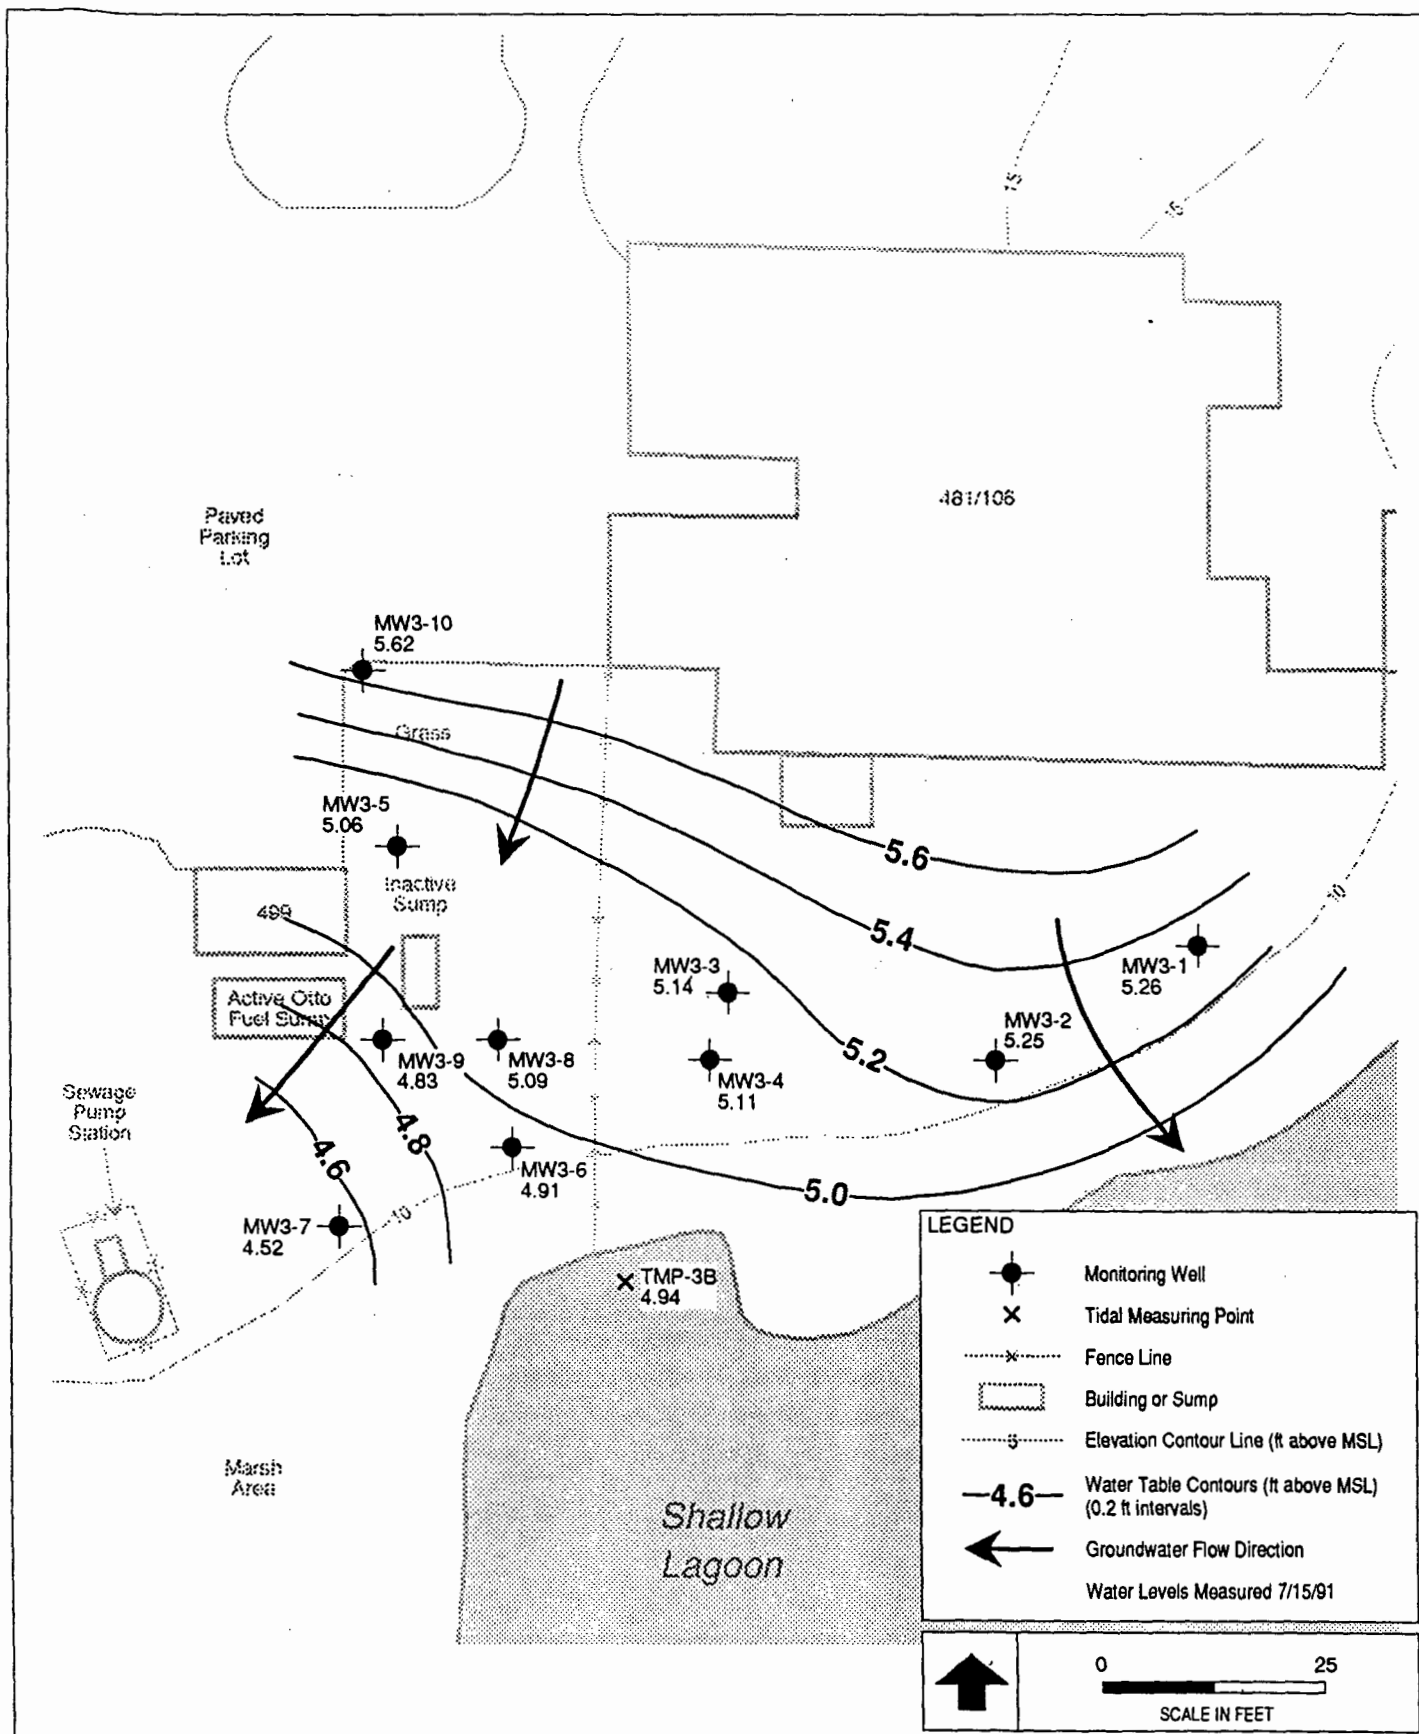 15
15
481/106
Paved
Parking
Lot
MW3-10
5.62
Grass
MW3-5
5.06
Inactive
Sump
499
5.6
5.4
10
MW3-1
5.26
MW3-3
5.14
Active Otto
Fuel Sump
MW3-2
5.25
5.2
MW3-9
4.83
MW3-8
5.09
MW3-4
5.11
Sewage
Pump
Station
4.8
4.6
MW3-6
4.91
5.0
10
MW3-7
4.52
TMP-3B
4.94
Marsh
Area
Shallow
Lagoon
LEGEND
Monitoring Well
Tidal Measuring Point
Fence Line
Building or Sump
5
Elevation Contour Line (ft above MSL)
4.6
Water Table Contours (ft above MSL)
(0.2 ft intervals)
Groundwater Flow Direction
Water Levels Measured 7/15/91
0 25
SCALE IN FEET